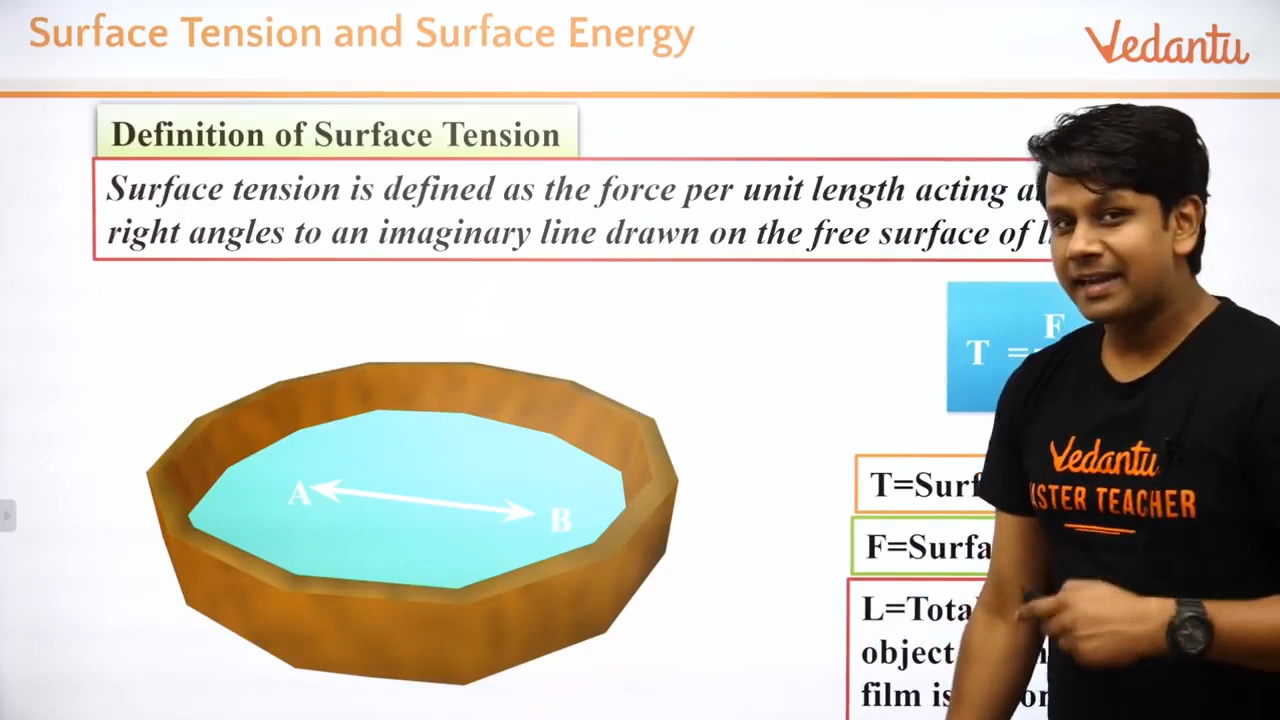 Surface Tension and Surface Energy
Vedantu
Definition of Surface Tension
Surface tension is defined as the force per unit length acting a
right angles to an imaginary line drawn on the free surface of l
F
T =
A
B
T=Surf
F=Surfa
L=Tota
object
film is
Vedantu
ASTER TEACHER